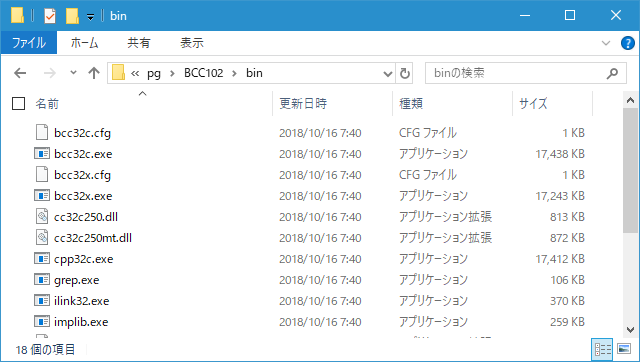 bin
ファイル ホーム 共有 表示
« pg BCC102 bin binの検索
名前 更新日時 種類 サイズ
bcc32c.cfg 2018/10/16 7:40 CFG ファイル 1 KB
bcc32c.exe 2018/10/16 7:40 アプリケーション 17,438 KB
bcc32x.cfg 2018/10/16 7:40 CFG ファイル 1 KB
bcc32x.exe 2018/10/16 7:40 アプリケーション 17,243 KB
cc32c250.dll 2018/10/16 7:40 アプリケーション拡張 813 KB
cc32c250mt.dll 2018/10/16 7:40 アプリケーション拡張 872 KB
cpp32c.exe 2018/10/16 7:40 アプリケーション 17,412 KB
grep.exe 2018/10/16 7:40 アプリケーション 106 KB
ilink32.exe 2018/10/16 7:40 アプリケーション 370 KB
implib.exe 2018/10/16 7:40 アプリケーション 259 KB
18 個の項目